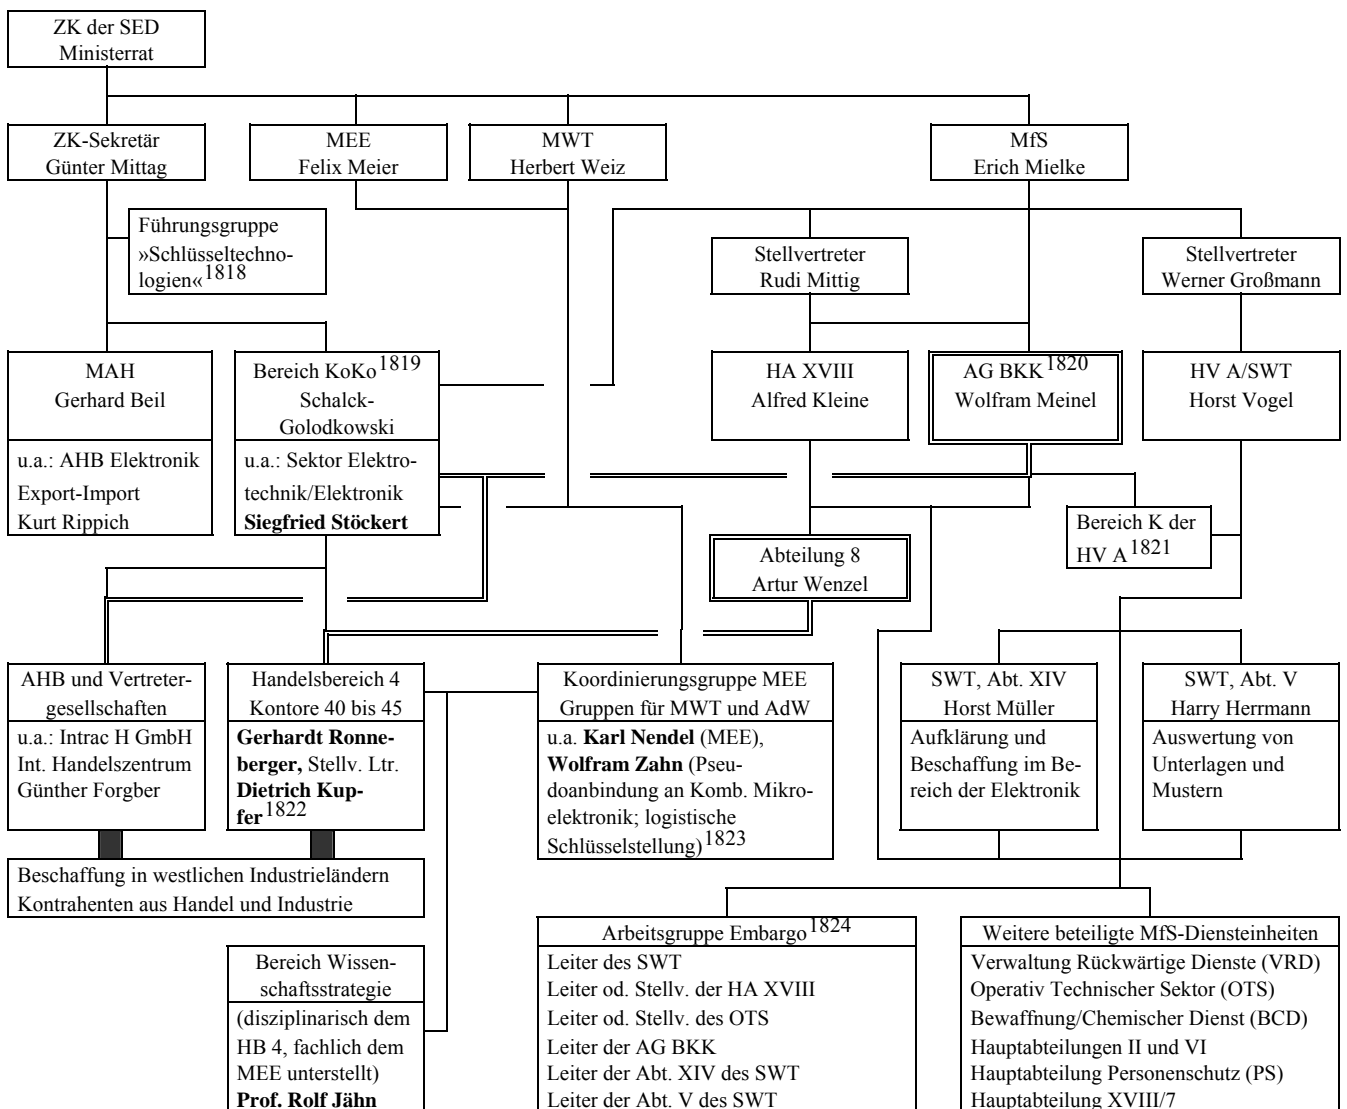 ZK der SED
Ministerrat
ZK-Sekretär
Günter Mittag
MEE
Felix Meier
MWT
Herbert Weiz
MfS
Erich Mielke
Führungsgruppe
»Schlüsseltechno-
logien«1818
Stellvertreter
Rudi Mittig
Stellvertreter
Werner Großmann
MAH
Gerhard Beil
u.a.: AHB Elektronik
Export-Import
Kurt Rippich
Bereich KoKo1819
Schalck-
Golodkowski
u.a.: Sektor Elektro-
technik/Elektronik
Siegfried Stöckert
HA XVIII
Alfred Kleine
AG BKK1820
Wolfram Meinel
HV A/SWT
Horst Vogel
Bereich K der
HV A1821
Abteilung 8
Artur Wenzel
AHB und Vertreter-
gesellschaften
u.a.: Intrac H GmbH
Int. Handelszentrum
Günther Forgber
Handelsbereich 4
Kontore 40 bis 45
Gerhardt Ronne-
berger, Stellv. Ltr.
Dietrich Kup-
fer1822
Koordinierungsgruppe MEE
Gruppen für MWT und AdW
u.a. Karl Nendel (MEE),
Wolfram Zahn (Pseu-
doanbindung an Komb. Mikro-
elektronik; logistische
Schlüsselstellung)1823
SWT, Abt. XIV
Horst Müller
Aufklärung und
Beschaffung im Be-
reich der Elektronik
SWT, Abt. V
Harry Herrmann
Auswertung von
Unterlagen und
Mustern
Beschaffung in westlichen Industrieländern
Kontrahenten aus Handel und Industrie
Bereich Wissen-
schaftsstrategie
(disziplinarisch dem
HB 4, fachlich dem
MEE unterstellt)
Prof. Rolf Jähn
Arbeitsgruppe Embargo1824
Leiter des SWT
Leiter od. Stellv. der HA XVIII
Leiter od. Stellv. des OTS
Leiter der AG BKK
Leiter der Abt. XIV des SWT
Leiter der Abt. V des SWT
Weitere beteiligte MfS-Diensteinheiten
Verwaltung Rückwärtige Dienste (VRD)
Operativ Technischer Sektor (OTS)
Bewaffnung/Chemischer Dienst (BCD)
Hauptabteilungen II und VI
Hauptabteilung Personenschutz (PS)
Hauptabteilung XVIII/7